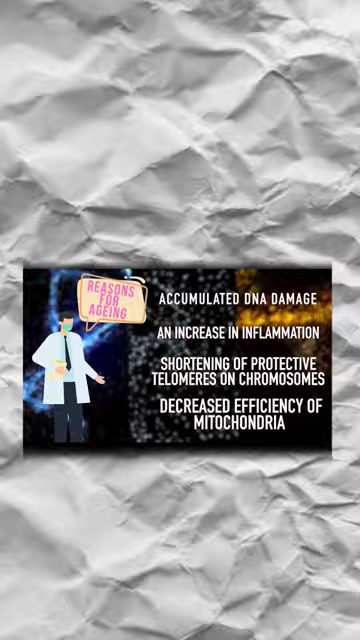 REASONS
FOR
AGEING
ACCUMULATED DNA DAMAGE
AN INCREASE IN INFLAMMATION
SHORTENING OF PROTECTIVE
TELOMERES ON CHROMOSOMES
DECREASED EFFICIENCY OF
MITOCHONDRIA